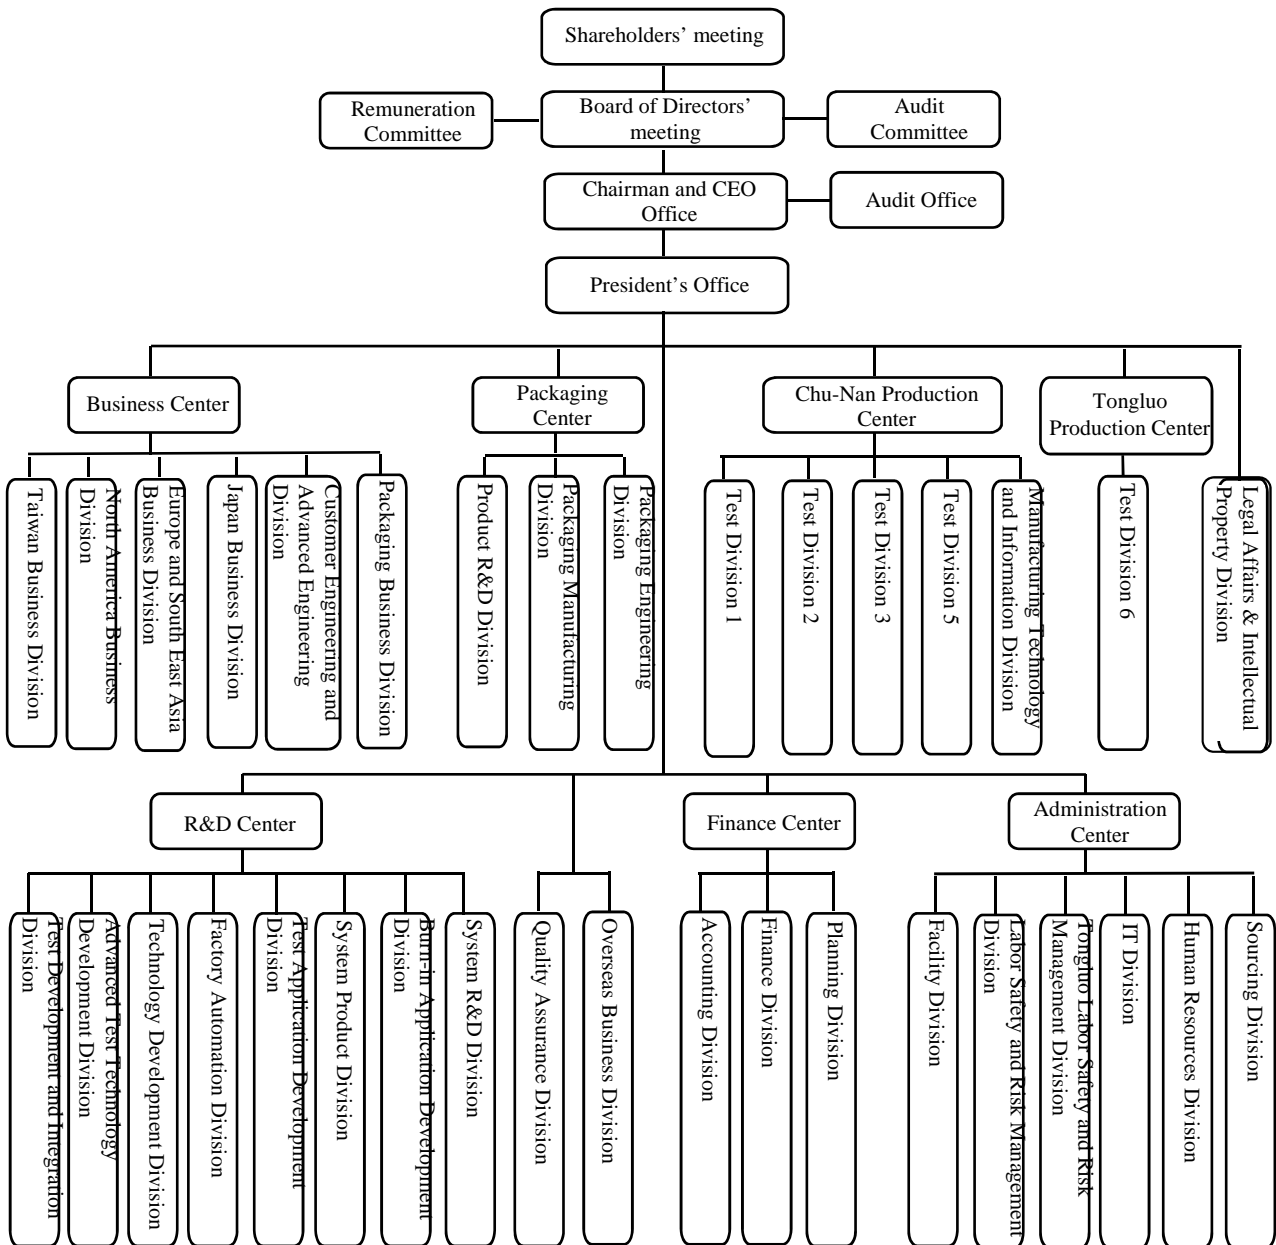 Shareholders’ meeting
Remuneration
Committee
Board of Directors’
meeting
Audit
Committee
Chairman and CEO
Office
Audit Office
President’s Office
Business Center
Packaging
Center
Chu-Nan Production
Center
Tongluo
Production Center
Taiwan Business Division
North America Business
Division
Europe and South East Asia
Business Division
Japan Business Division
Customer Engineering and
Advanced Engineering
Division
Packaging Business Division
Product R&D Division
Packaging Manufacturing
Division
Packaging Engineering
Division
Test Division 1
Test Division 2
Test Division 3
Test Division 5
Manufacturing Technology
and Information Division
Test Division 6
Legal Affairs & Intellectual
Property Division
R&D Center
Finance Center
Administration
Center
Test Development and Integration
Division
Advanced Test Technology
Development Division
Technology Development Division
Factory Automation Division
Test Application Development
Division
System Product Division
Burn-in Application Development
Division
System R&D Division
Quality Assurance Division
Overseas Business Division
Accounting Division
Finance Division
Planning Division
Facility Division
Labor Safety and Risk Management
Division
Tongluo Labor Safety and Risk
Management Division
IT Division
Human Resources Division
Sourcing Division